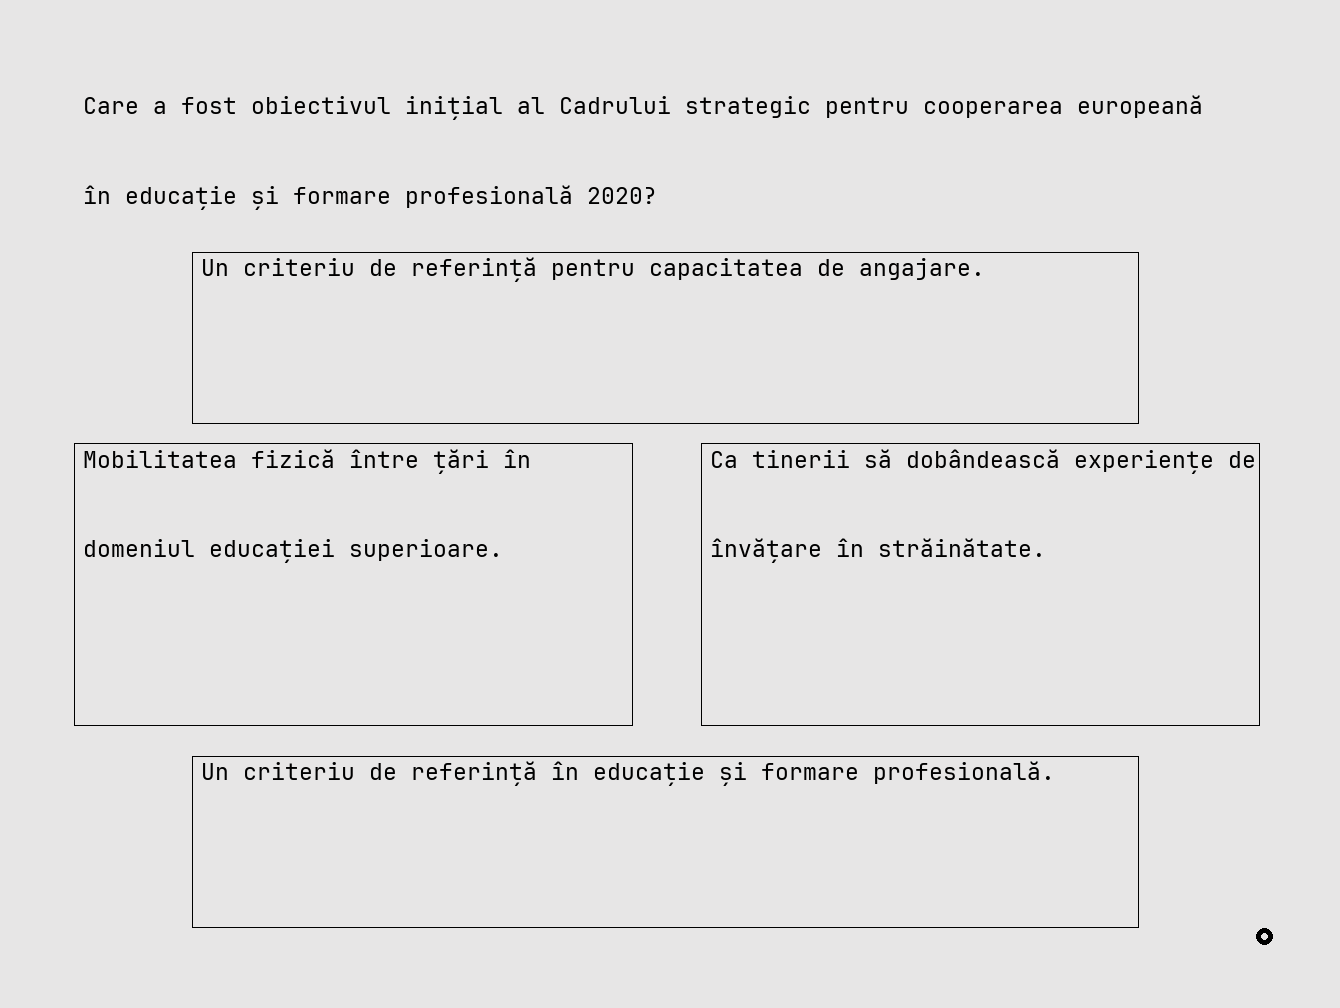 Care a fost obiectivul inițial al Cadrului strategic pentru cooperarea europeană
în educație și formare profesională 2020?
Un criteriu de referință pentru capacitatea de angajare.
Mobilitatea fizică între țări în
domeniul educației superioare.
Ca tinerii să dobândească experiențe de
învățare în străinătate.
Un criteriu de referință în educație și formare profesională.